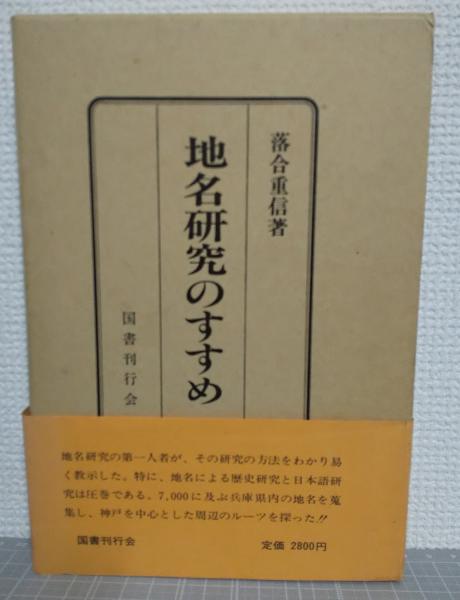 落合重信著
地名研究のすすめ
国書刊行会
地名研究の第一人者が、その研究の方法をわかり易
く教示した。特に、地名による歴史研究と日本語研
究は圧巻である。7,000に及ぶ兵庫県内の地名を蒐
集し、神戸を中心とした周辺のルーツを探った!!
国書刊行会 定価 2800円